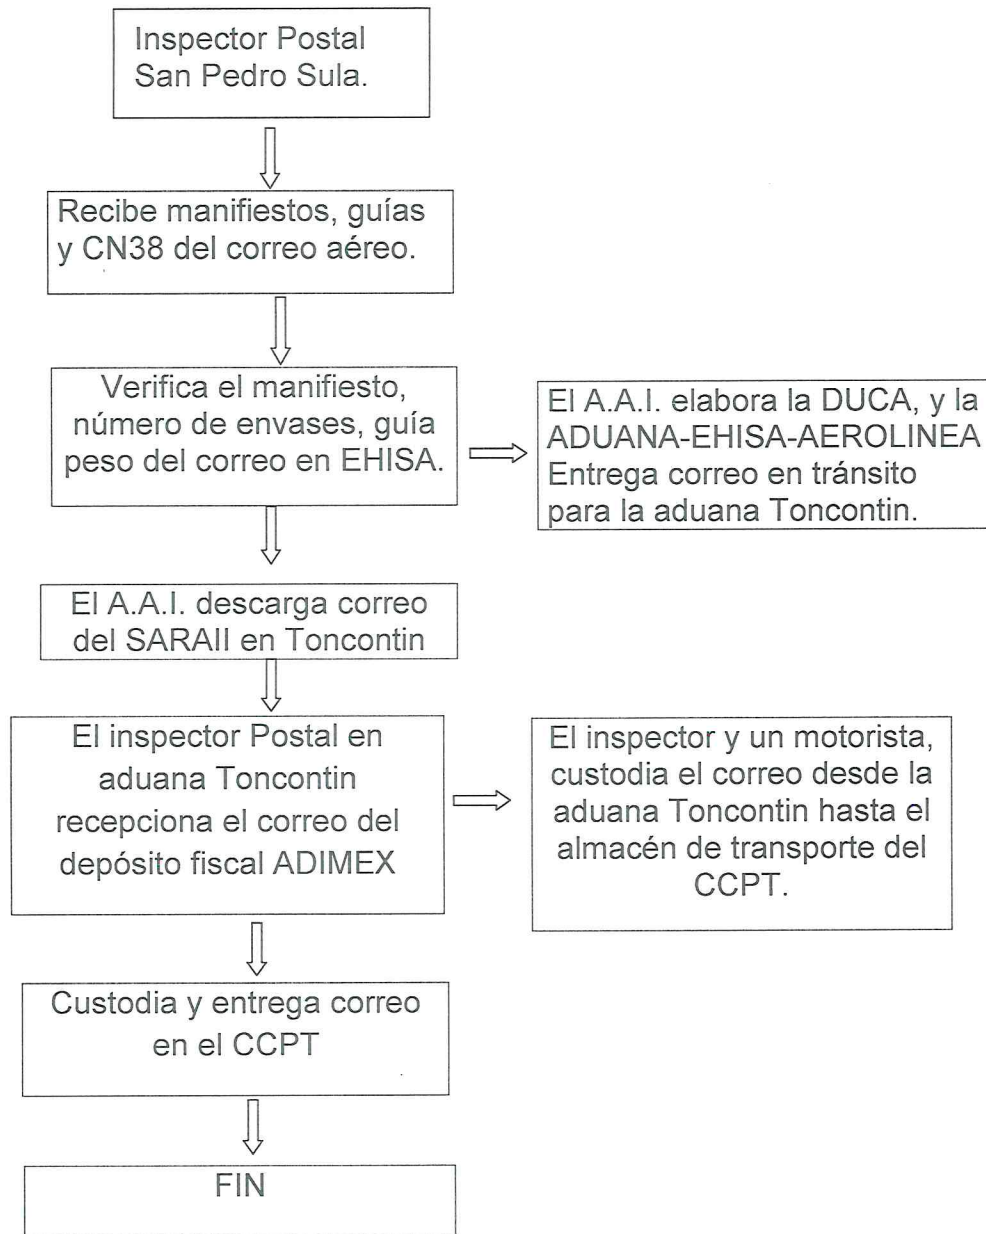 Inspector Postal
San Pedro Sula.
Recibe manifiestos, guías
y CN38 del correo aéreo.
Verifica el manifiesto,
número de envases, guía
peso del correo en EHISA.
El A.A.I. elabora la DUCA, y la
ADUANA-EHISA-AEROLINEA
Entrega correo en tránsito
para la aduana Toncontin.
El A.A.I. descarga correo
del SARAII en Toncontin
El inspector Postal en
aduana Toncontin
recepciona el correo del
depósito fiscal ADIMEX
El inspector y un motorista,
custodia el correo desde la
aduana Toncontin hasta el
almacén de transporte del
CCPT.
Custodia y entrega correo
en el CCPT
FIN